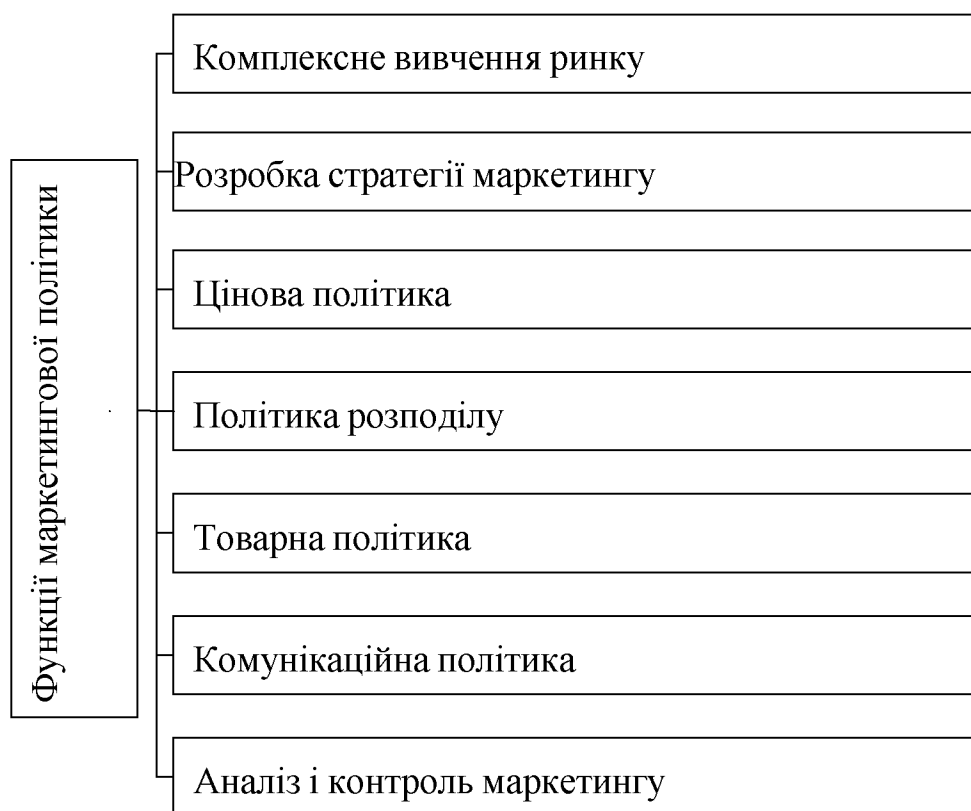 Функції маркетингової політики
Комплексне вивчення ринку
Розробка стратегії маркетингу
Цінова політика
Політика розподілу
Товарна політика
Комунікаційна політика
Аналіз і контроль маркетингу